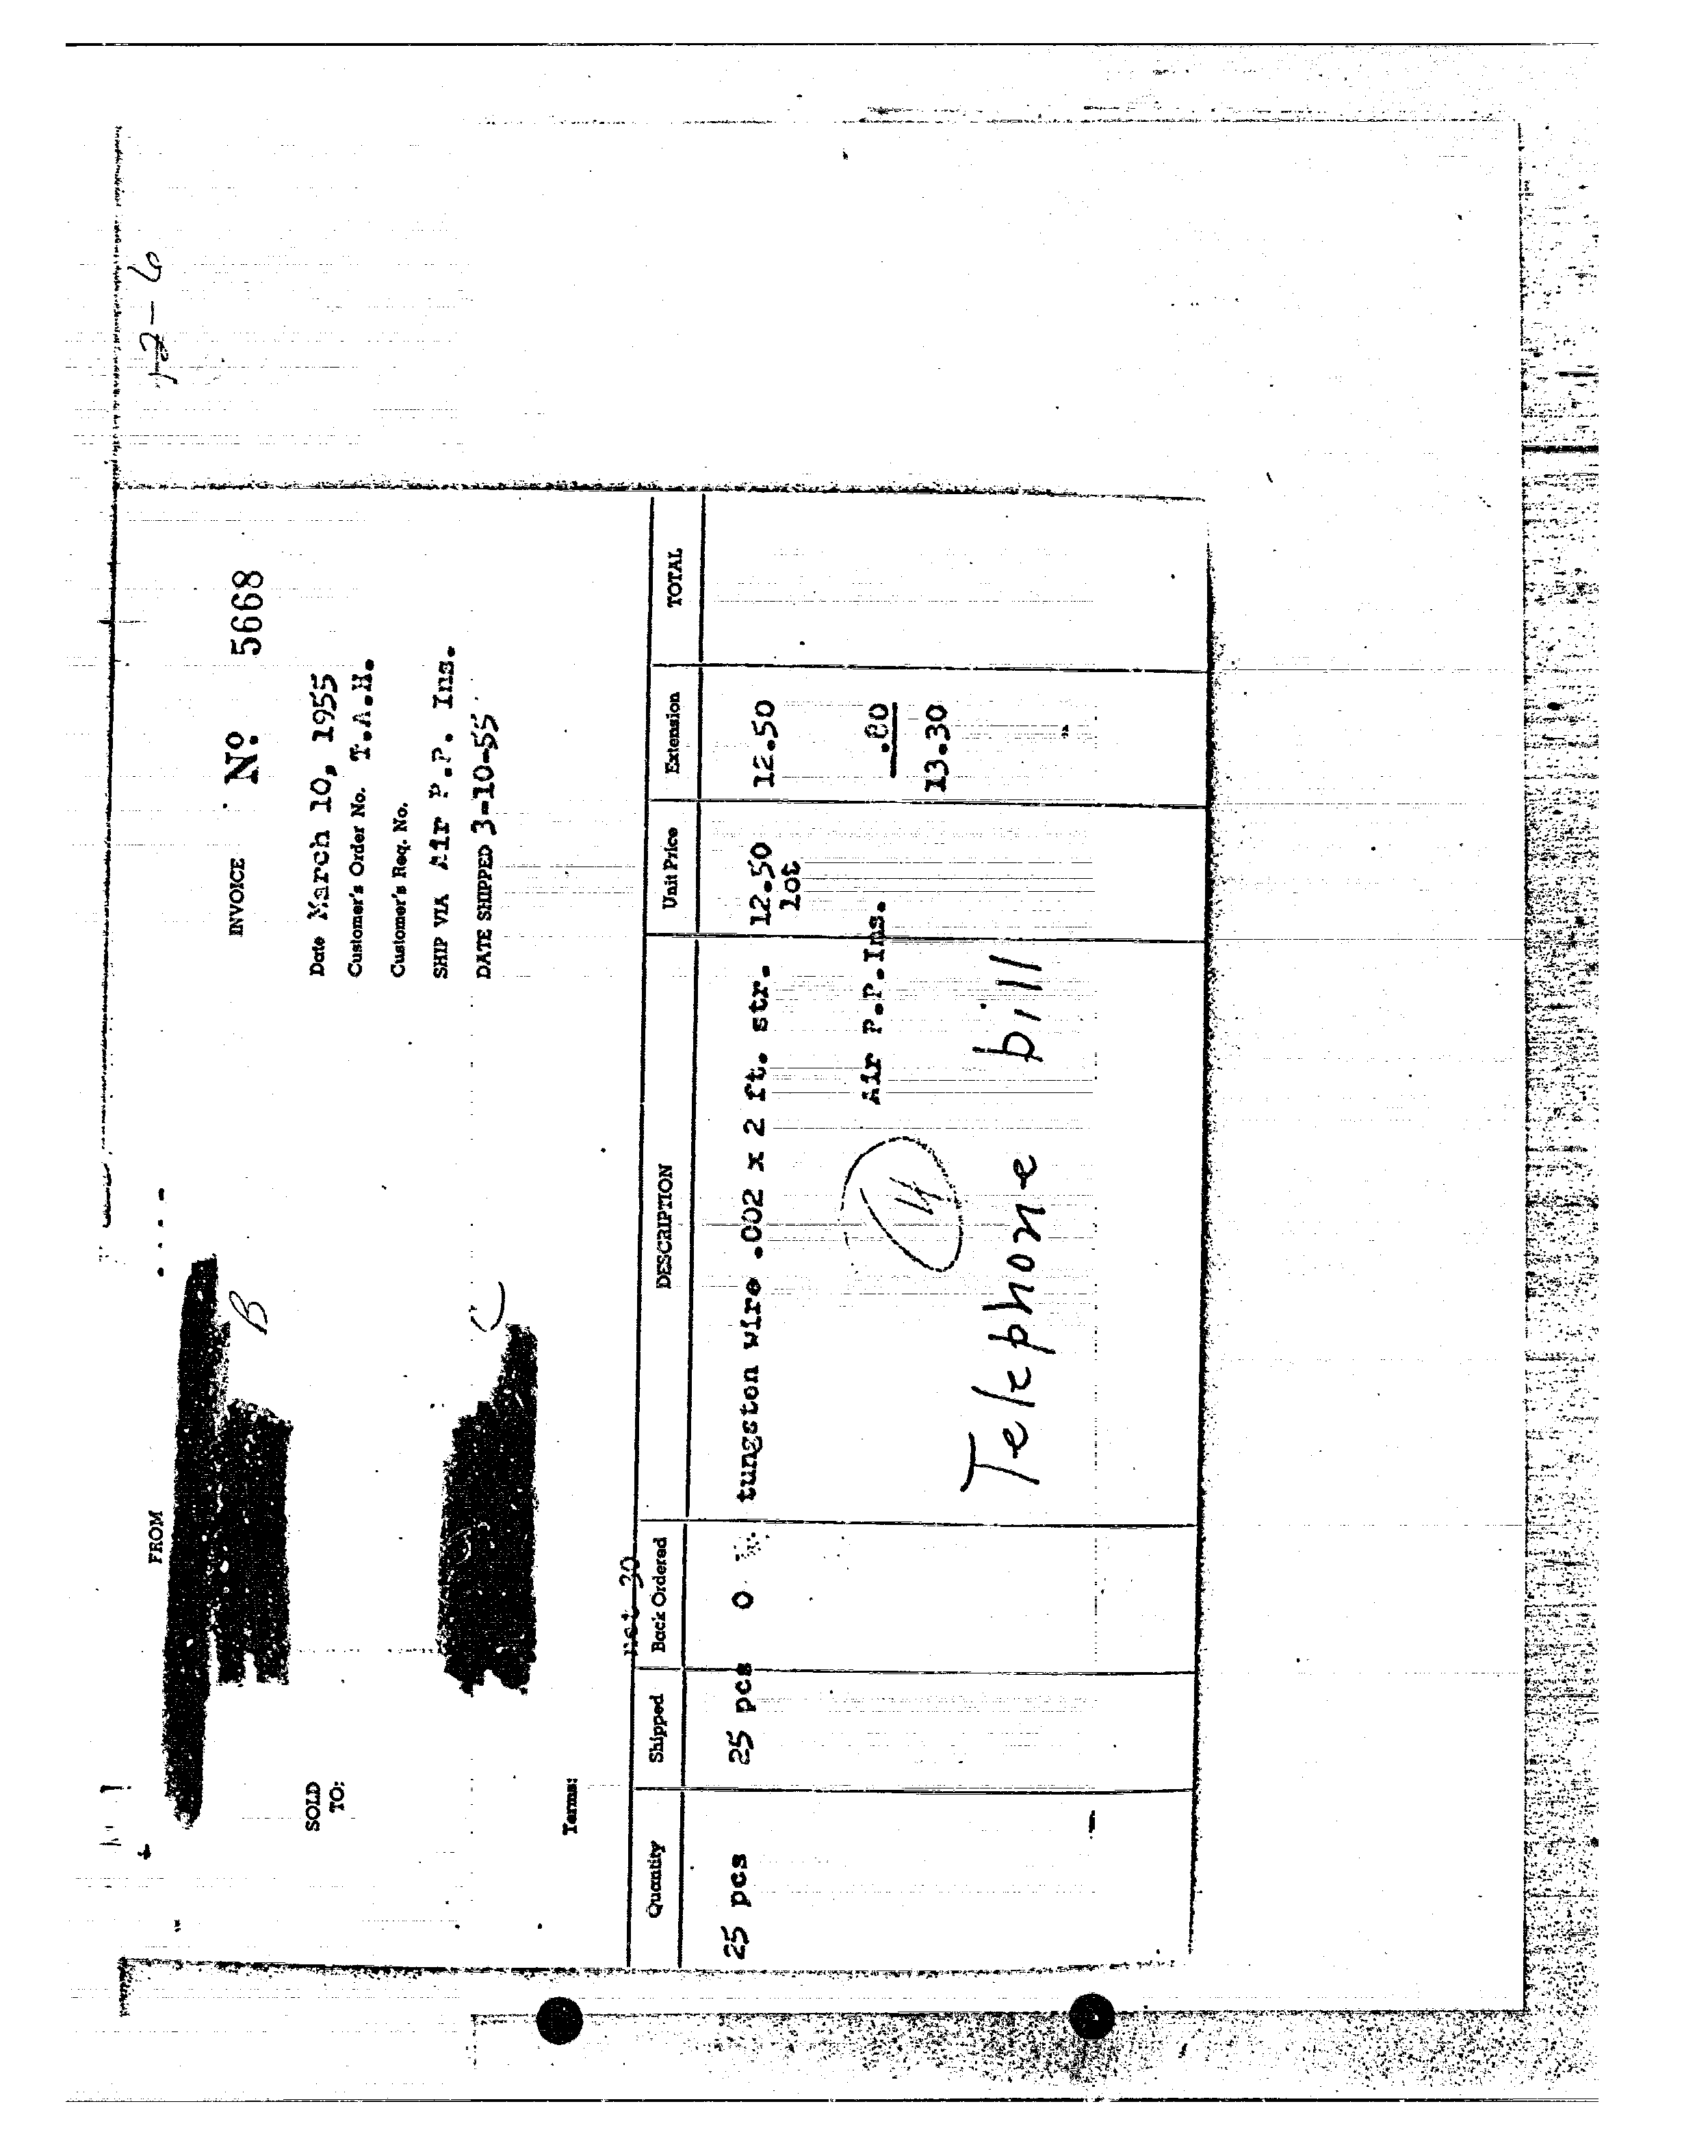 12-6
FROM
B
INVOICE Nº 5668
SOLD
TO:
Date March 10, 1955
Customer's Order No. T.A.H.
Customer's Req. No.
SHIP VIA Air P.P. Ins.
DATE SHIPPED 3-10-55
C
Terms: net 30
Quantity Shipped Back Ordered DESCRIPTION Unit Price Extension TOTAL
25 pcs 25 pcs 0 tungston wire .002 x 2 ft. str. 12.50 12.50
lot
Air P.P.Ins. .80
13.30
Telephone bill